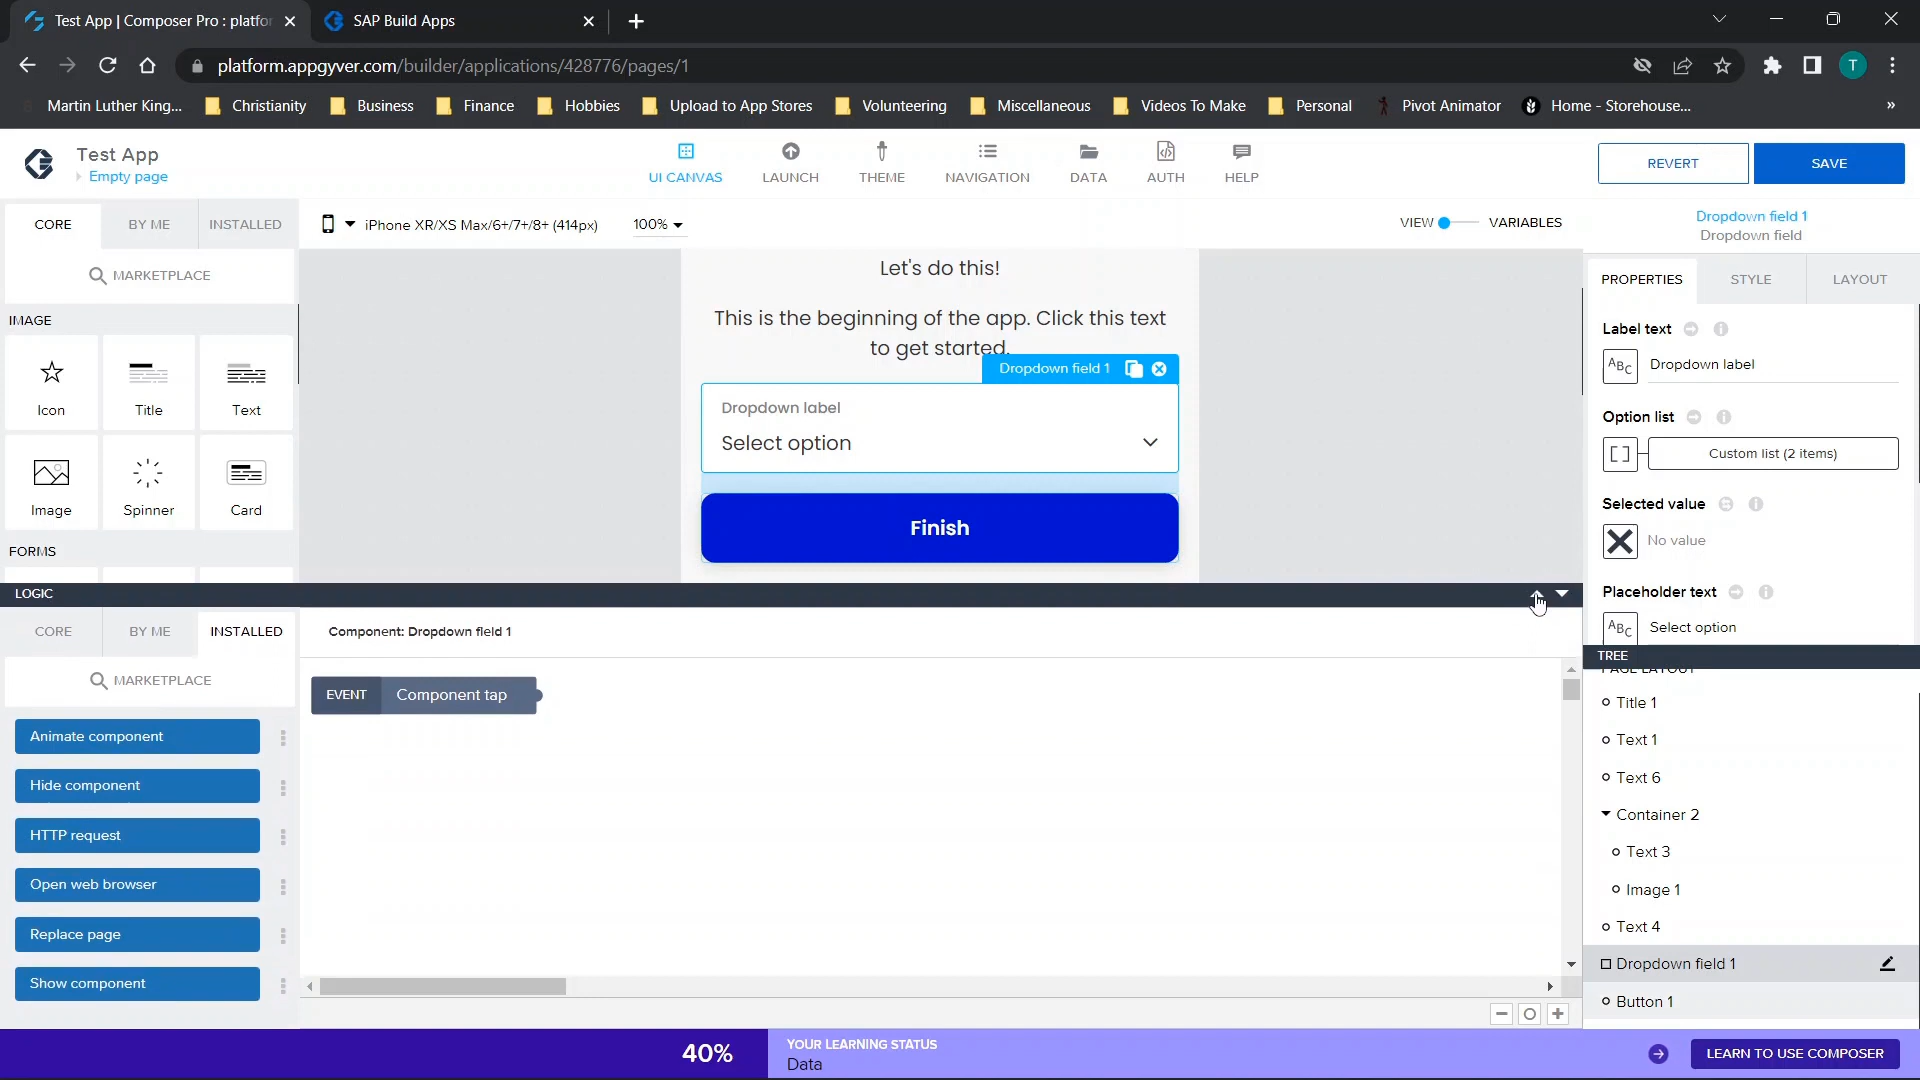 Test App | Composer Pro : platfor
SAP Build Apps
platform.appgyver.com/builder/applications/428776/pages/1
T
Martin Luther King...
Christianity
Business
Finance
Hobbies
Upload to App Stores
Volunteering
Miscellaneous
Videos To Make
Personal
Pivot Animator
Home - Storehouse...
»
Test App
Empty page
UI CANVAS
LAUNCH
THEME
NAVIGATION
DATA
AUTH
HELP
REVERT
SAVE
CORE
BY ME
INSTALLED
iPhone XR/XS Max/6+/7+/8+ (414px)
100%
VIEW
VARIABLES
Dropdown field 1
Dropdown field
MARKETPLACE
IMAGE
Icon
Title
Text
Image
Spinner
Card
FORMS
Let's do this!
This is the beginning of the app. Click this text
to get started.
Dropdown field 1
Dropdown label
Select option
Finish
PROPERTIES
STYLE
LAYOUT
Label text
ABC
Dropdown label
Option list
Custom list (2 items)
Selected value
No value
Placeholder text
ABC
Select option
LOGIC
CORE
BY ME
INSTALLED
Component: Dropdown field 1
MARKETPLACE
EVENT
Component tap
Animate component
Hide component
HTTP request
Open web browser
Replace page
Show component
TREE
PAGE LAYOUT
Title 1
Text 1
Text 6
Container 2
Text 3
Image 1
Text 4
Dropdown field 1
Button 1
40%
YOUR LEARNING STATUS
Data
LEARN TO USE COMPOSER